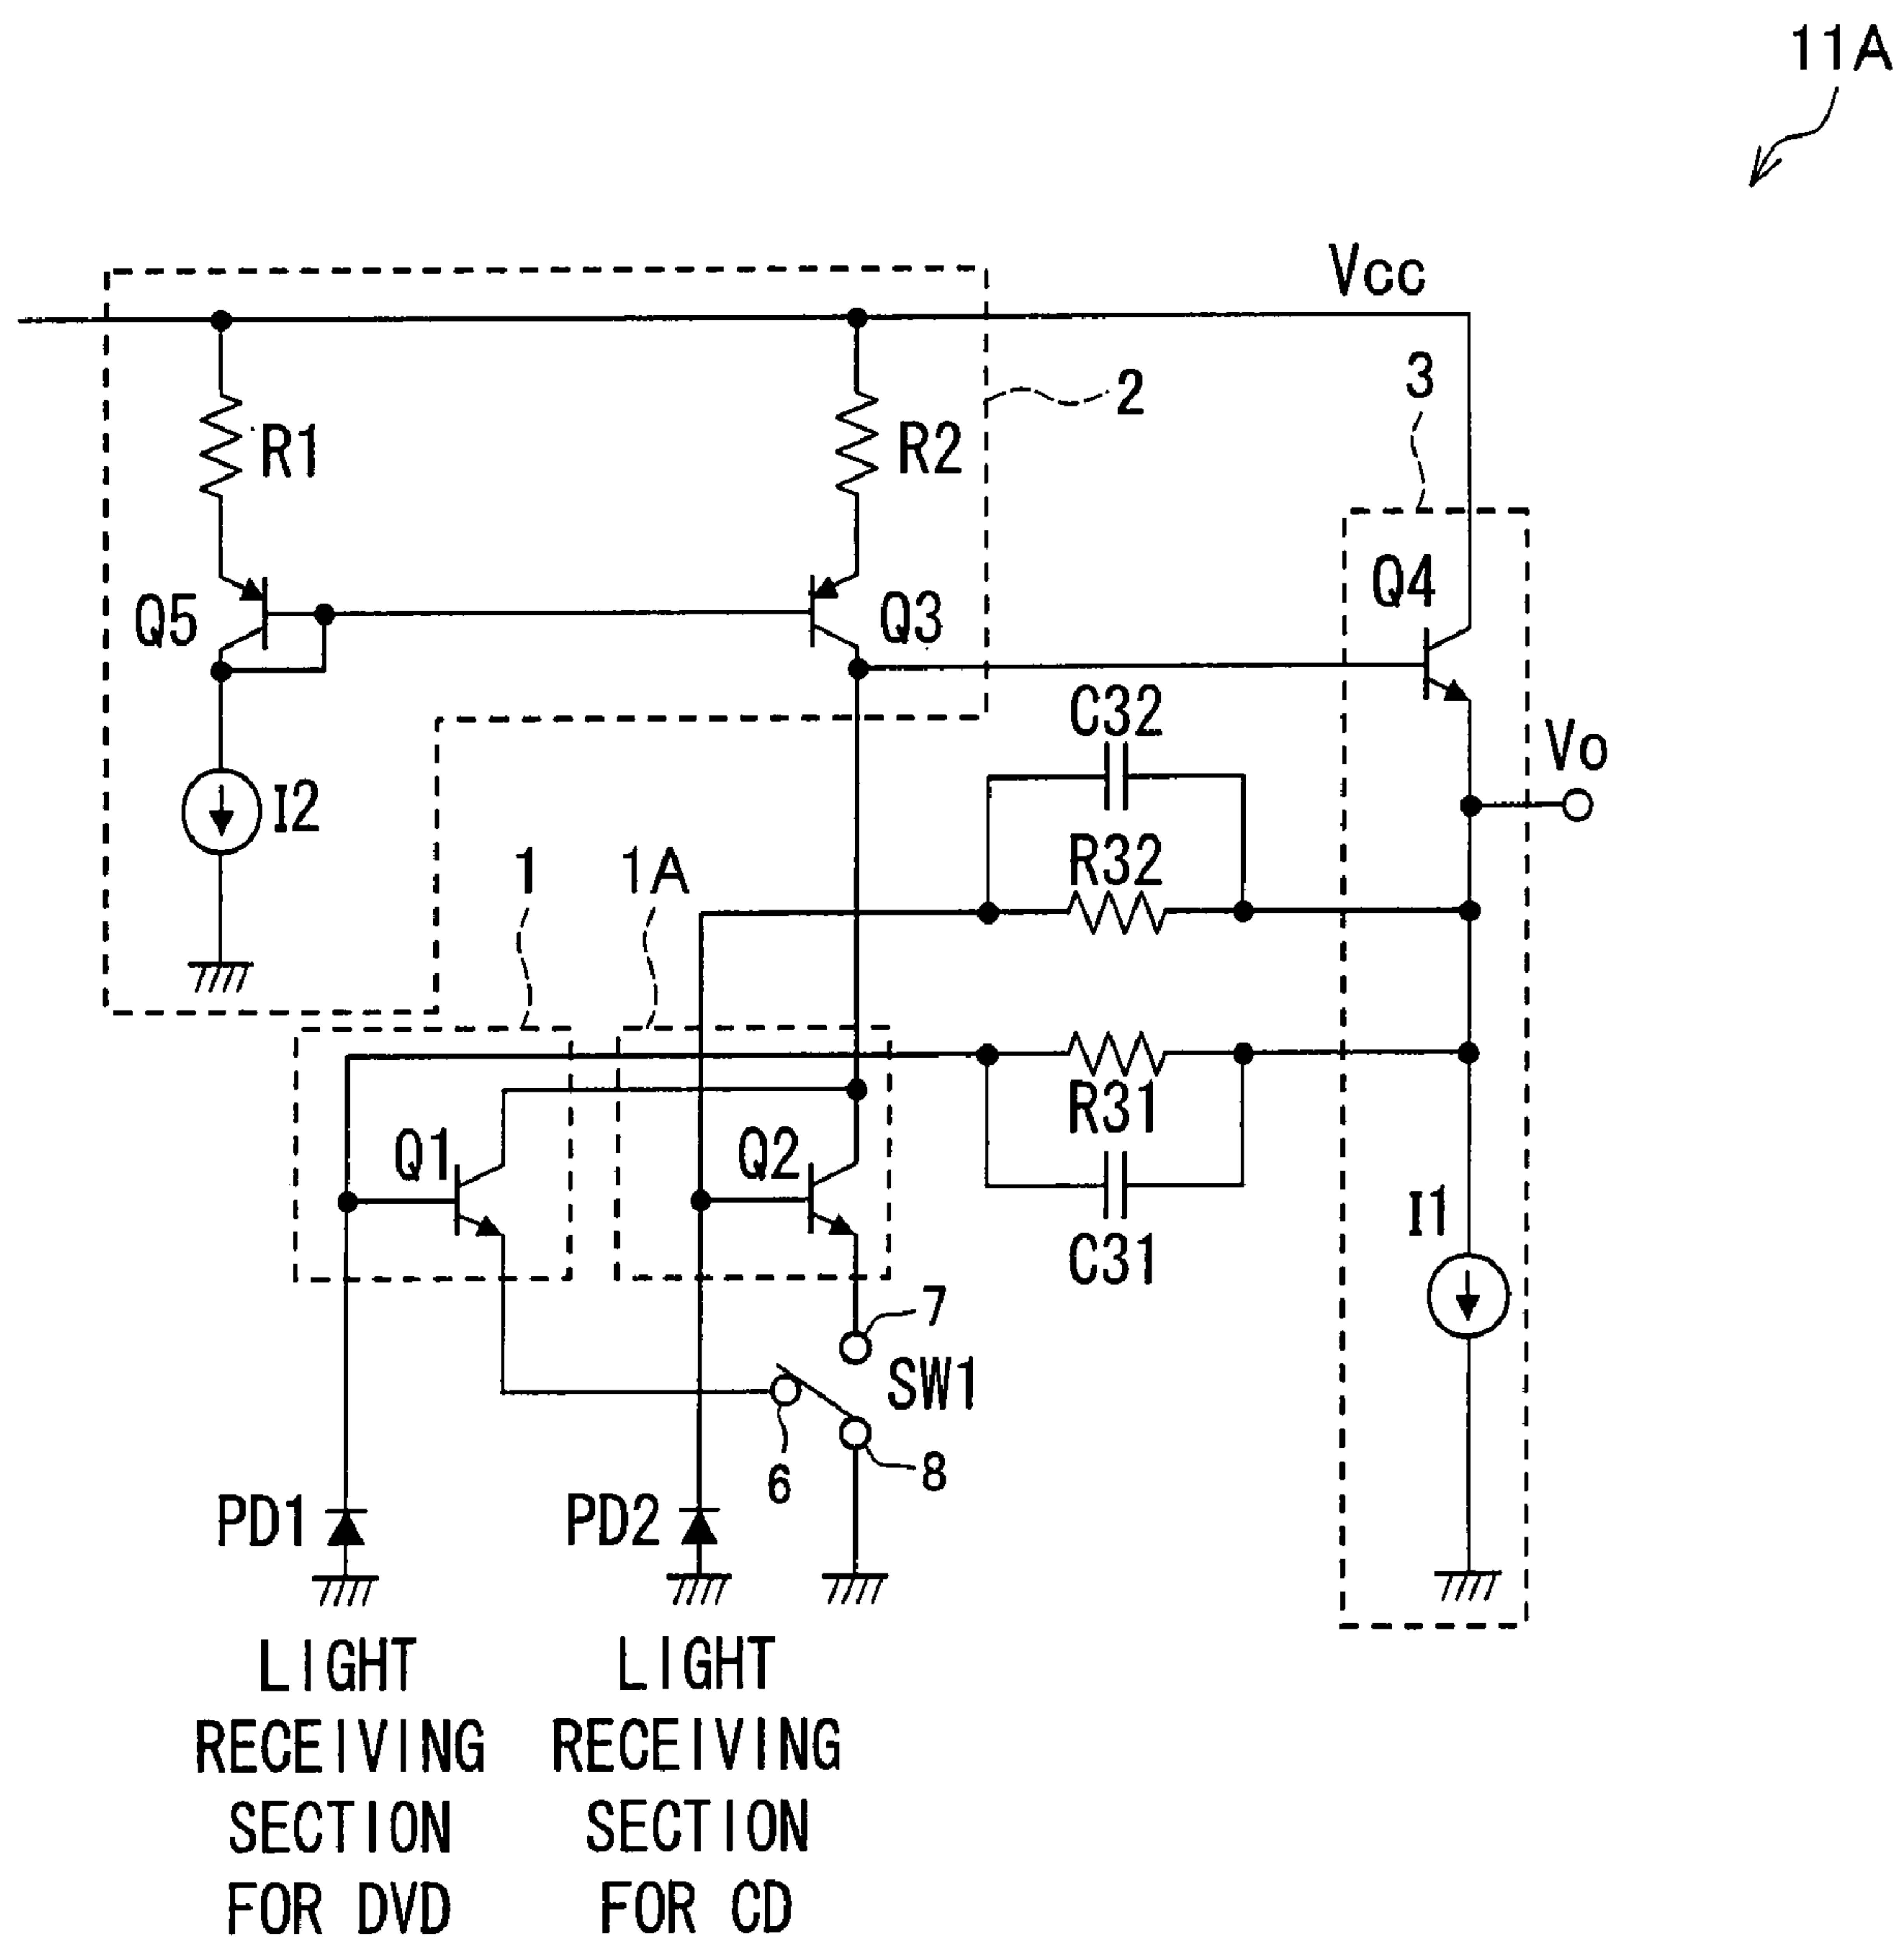 11A
Vcc
2
3
R1
R2
Q4
Q5
Q3
C32
Vo
I2
1
1A
R32
R31
Q1
Q2
I1
C31
7
SW1
6
8
PD1
PD2
LIGHT
RECEIVING
SECTION
FOR DVD
LIGHT
RECEIVING
SECTION
FOR CD